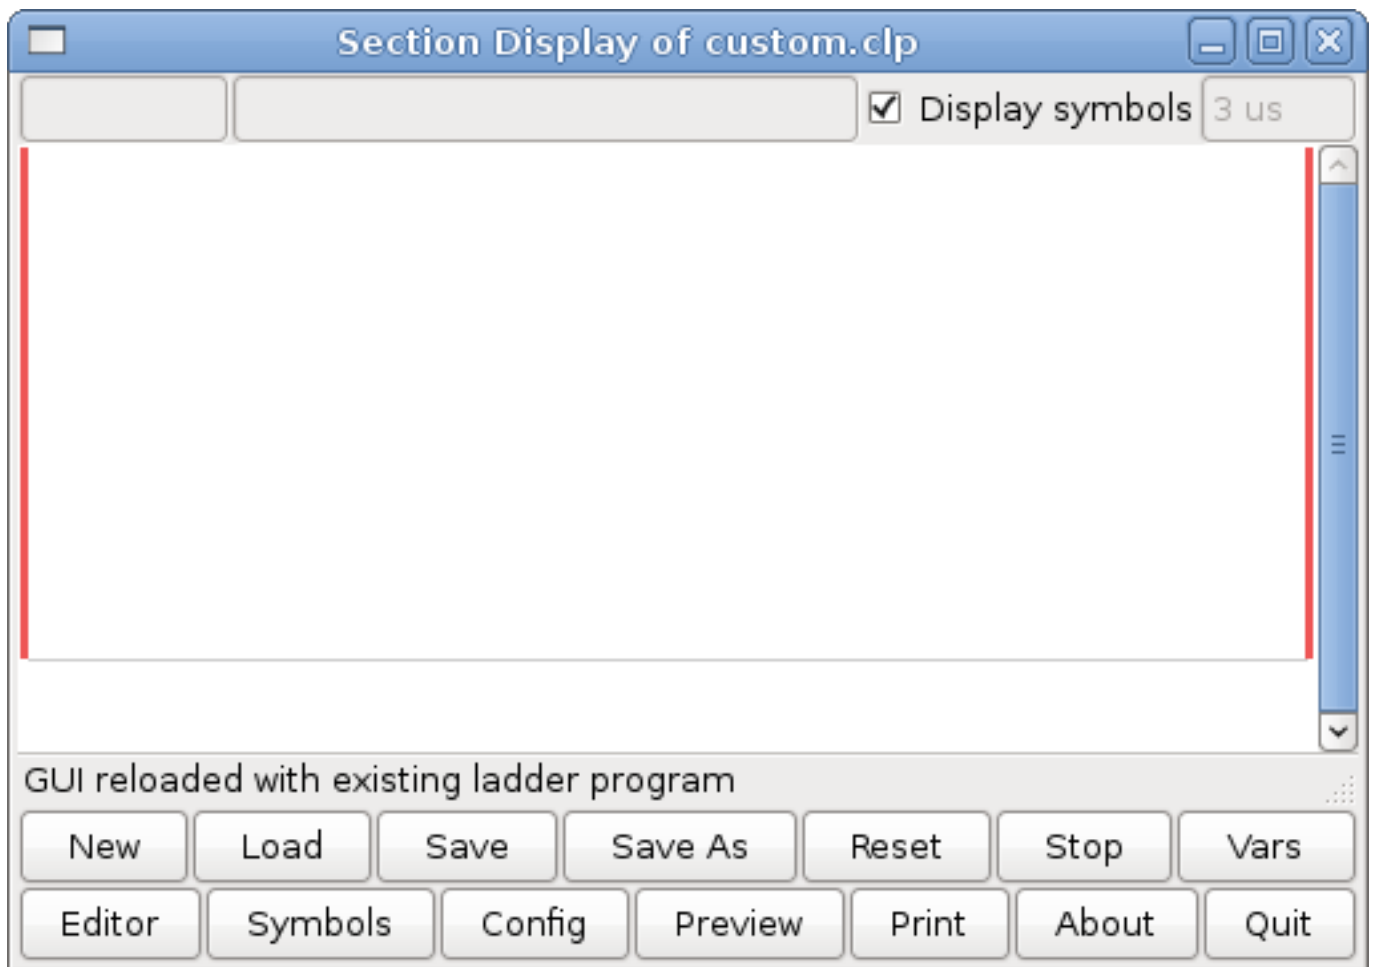 Section Display of custom.clp
Display symbols 3 us
GUI reloaded with existing ladder program
New Load Save Save As Reset Stop Vars
Editor Symbols Config Preview Print About Quit